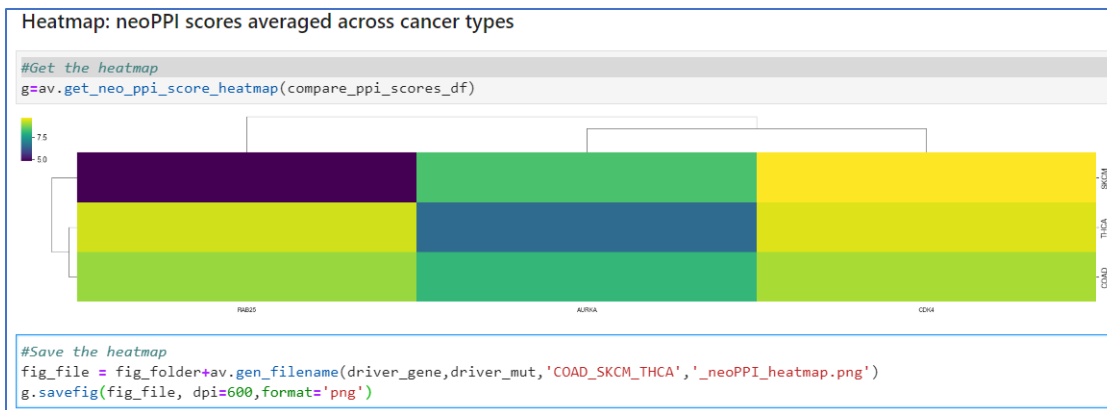 Heatmap: neoPPI scores averaged across cancer types
#Get the heatmap
g=av.get_neo_ppi_score_heatmap(compare_ppi_scores_df)
7.5
5.0
SKCM
THCA
COAD
RAB25
AURKA
CDK4
#Save the heatmap
fig_file = fig_folder+av.gen_filename(driver_gene,driver_mut,'COAD_SKCM_THCA','_neoPPI_heatmap.png')
g.savefig(fig_file, dpi=600,format='png')